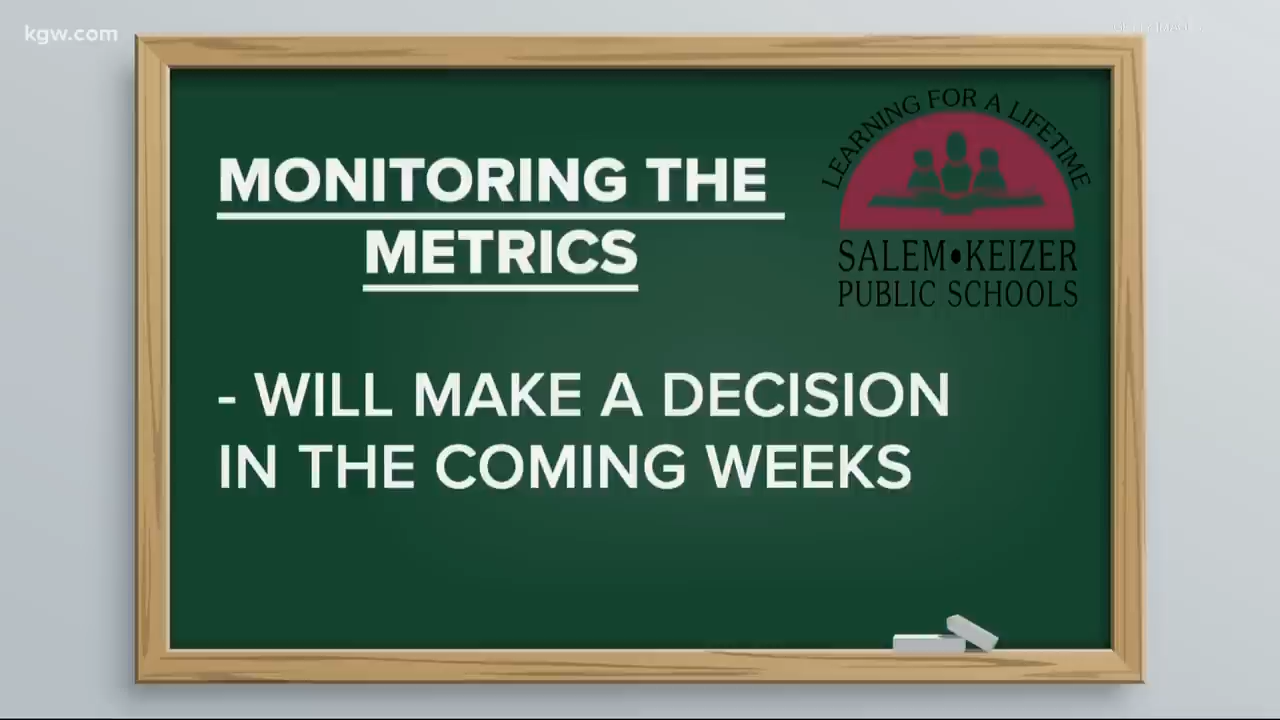 kgw.com
LEARNING FOR A LIFETIME
MONITORING THE
METRICS
SALEM•KEIZER
PUBLIC SCHOOLS
- WILL MAKE A DECISION
IN THE COMING WEEKS